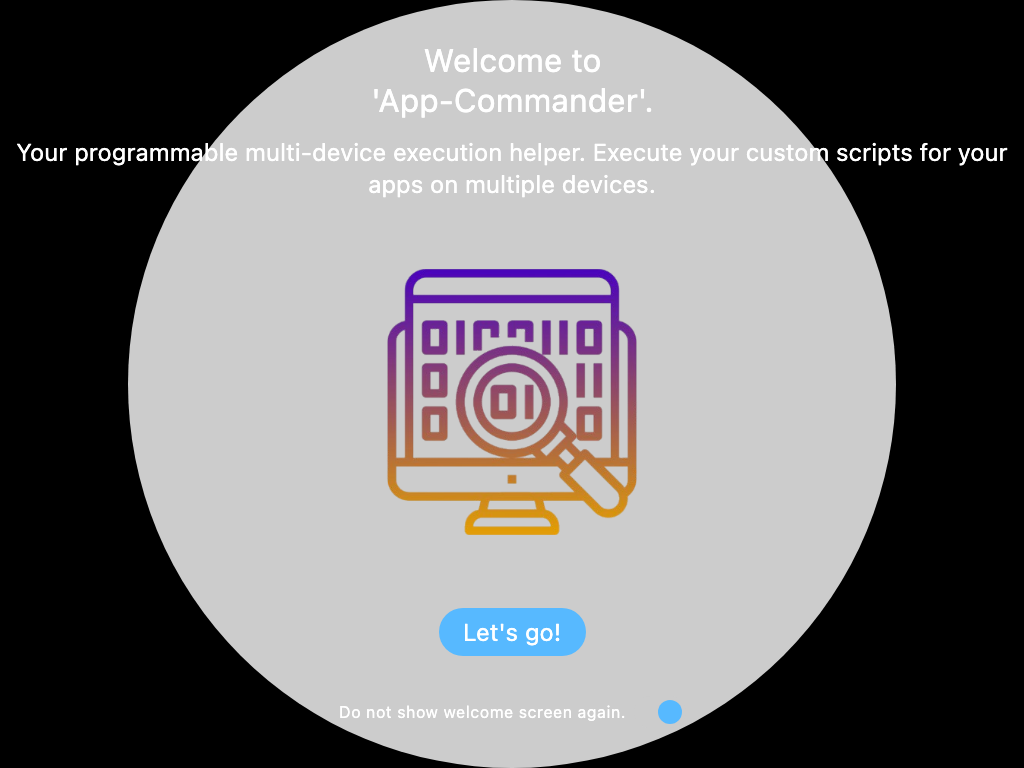 Welcome to
'App-Commander'.
Your programmable multi-device execution helper. Execute your custom scripts for your
apps on multiple devices.
01
Let's go!
Do not show welcome screen again.